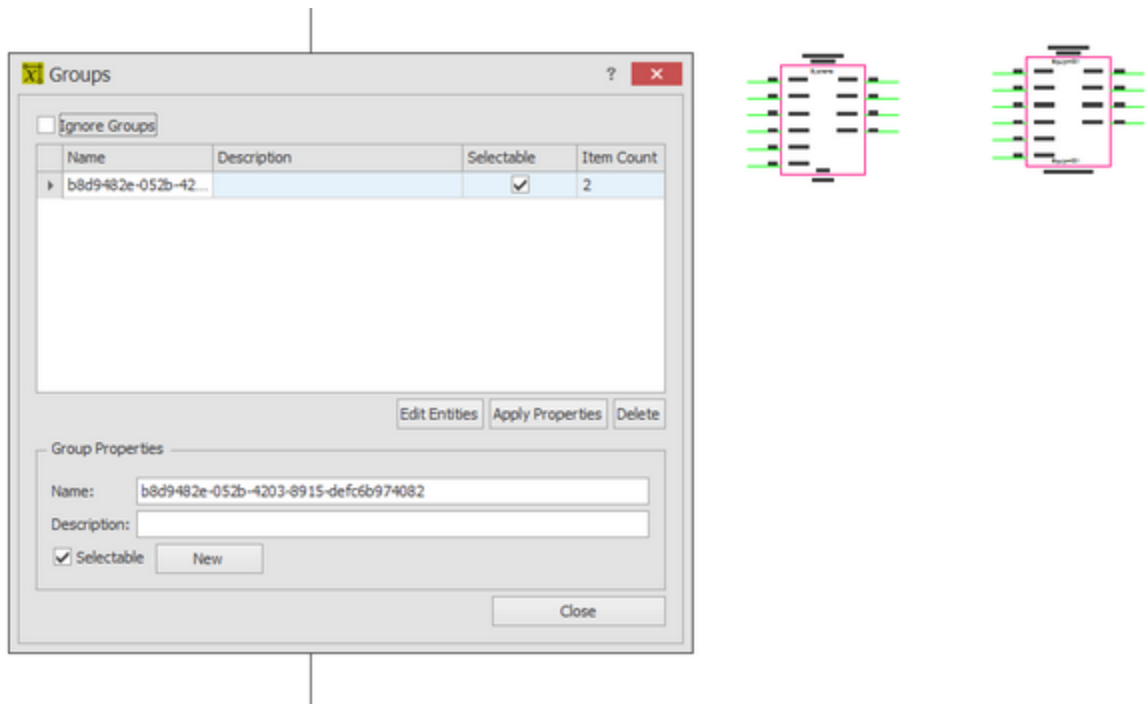 Groups
?
Ignore Groups
Name Description Selectable Item Count
b8d9482e-052b-42... 2
Edit Entities Apply Properties Delete
Group Properties
Name: b8d9482e-052b-4203-8915-defc6b974082
Description:
Selectable New
Close